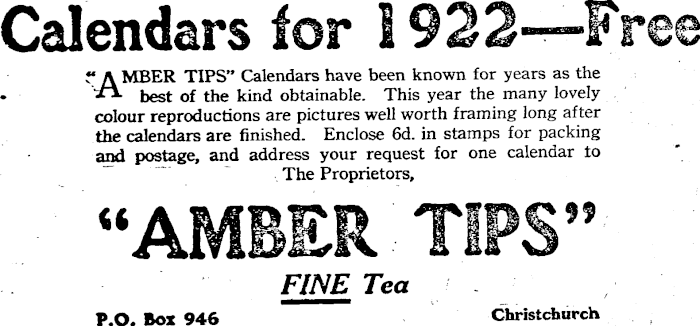 Calendars for 1922—Free
"AMBER TIPS" Calendars have been known for years as the
best of the kind obtainable. This year the many lovely
colour reproductions are pictures well worth framing long after
the calendars are finished. Enclose 6d. in stamps for packing
and postage, and address your request for one calendar to
The Proprietors,
"AMBER TIPS"
FINE Tea
P.O. Box 946 Christchurch